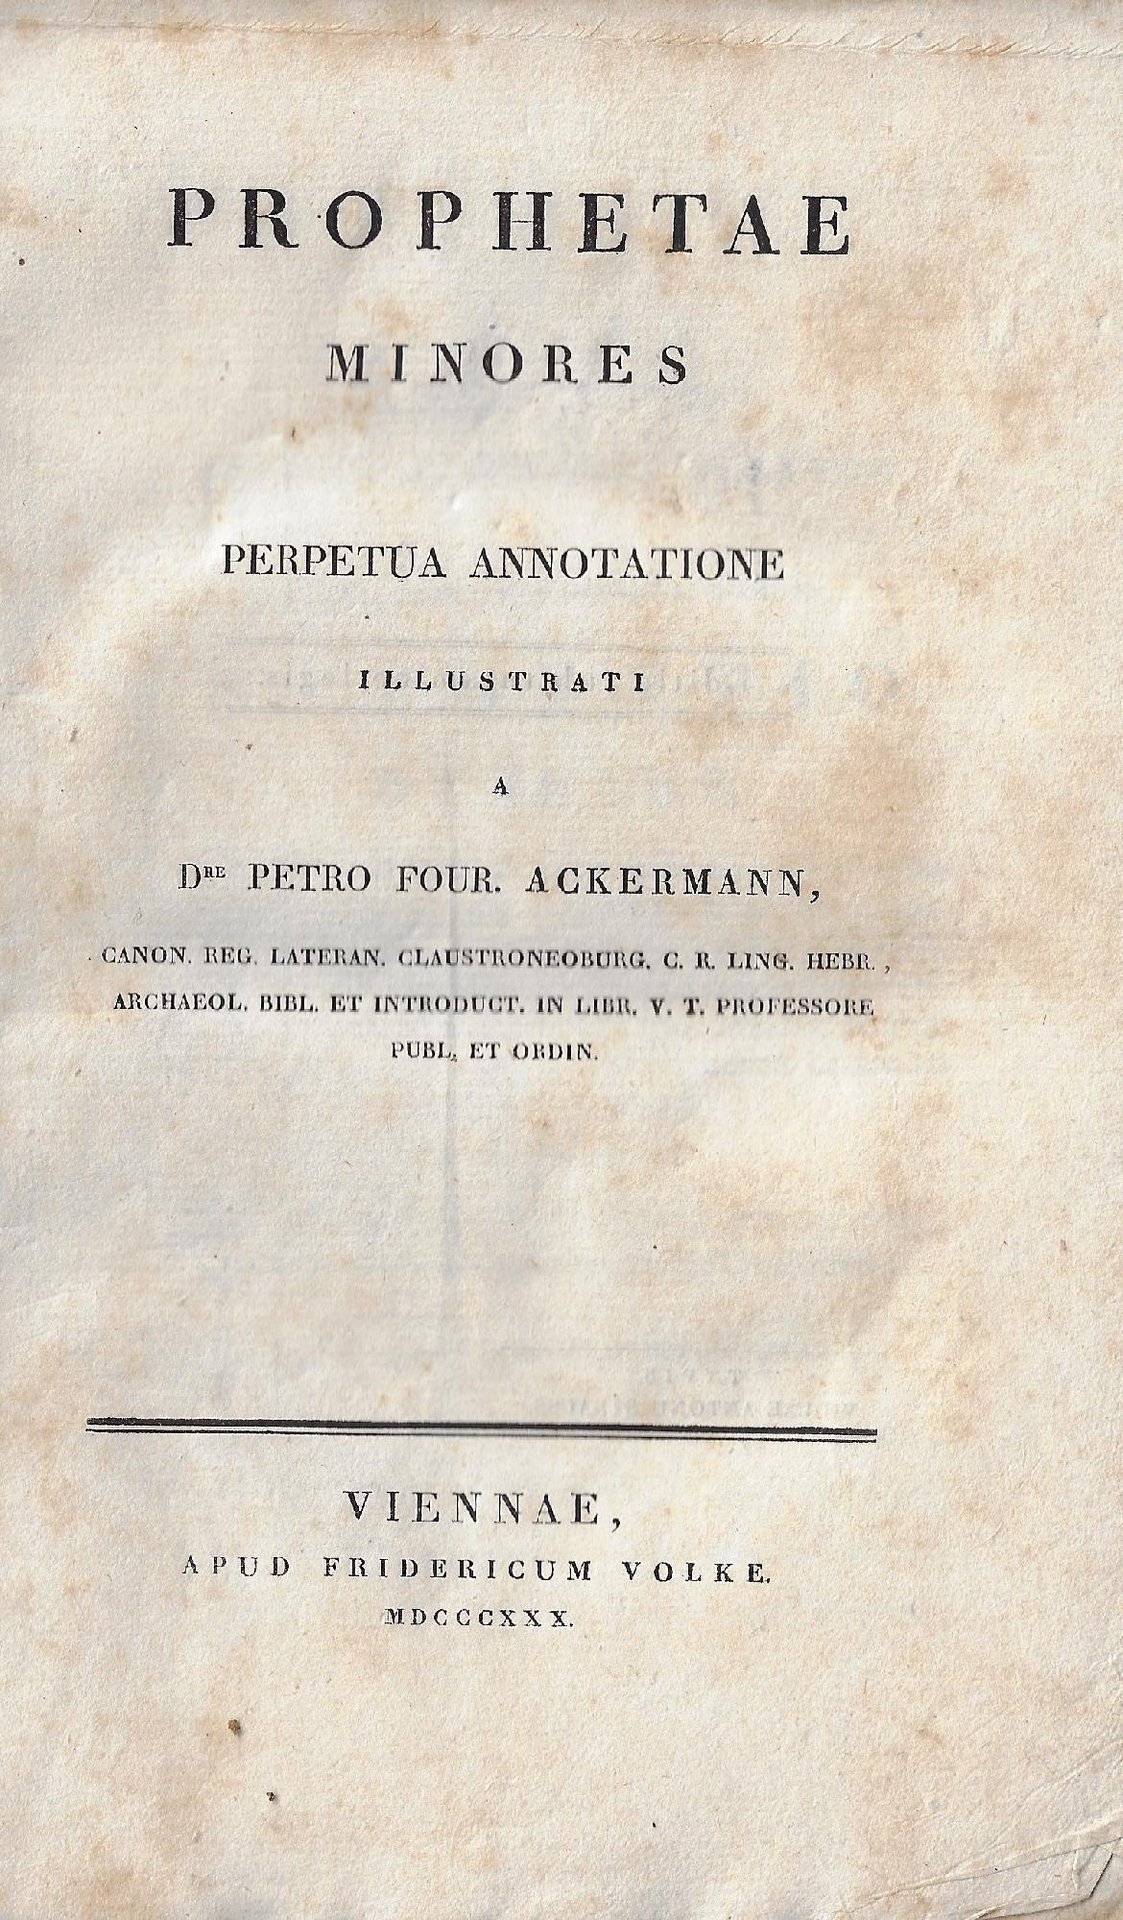 PROPHETAE
MINORES
PERPETUA ANNOTATIONE
ILLUSTRATI
A
DRE PETRO FOUR. ACKERMANN,
CANON. REG. LATERAN. CLAUSTRONEOBURG. C. R. LING. HEBR.,
ARCHAEOL. BIBL. ET INTRODUCT. IN LIBR. V. T. PROFESSORE
PUBL. ET ORDIN.
VIENNAE,
APUD FRIDERICUM VOLKE.
MDCCCXXX.